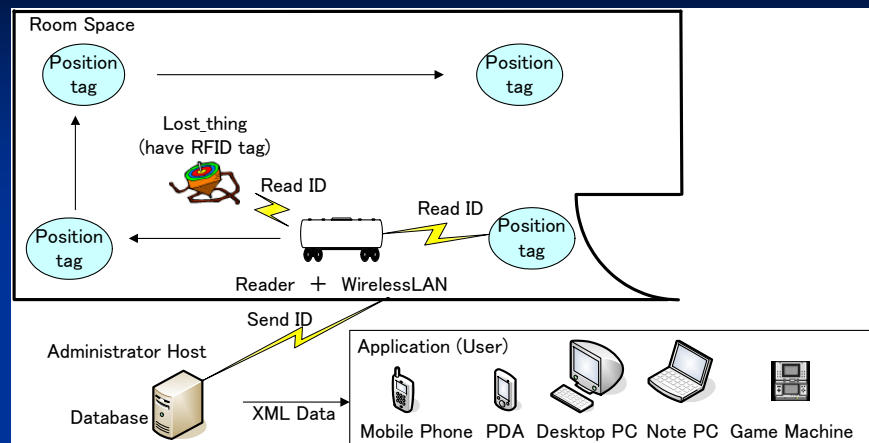 Room Space
Position
tag
Position
tag
Lost_thing
(have RFID tag)
Read ID
Read ID
Position
tag
Position
tag
Reader + WirelessLAN
Send ID
Administrator Host
Database
XML Data
Application (User)
Mobile Phone PDA Desktop PC Note PC Game Machine